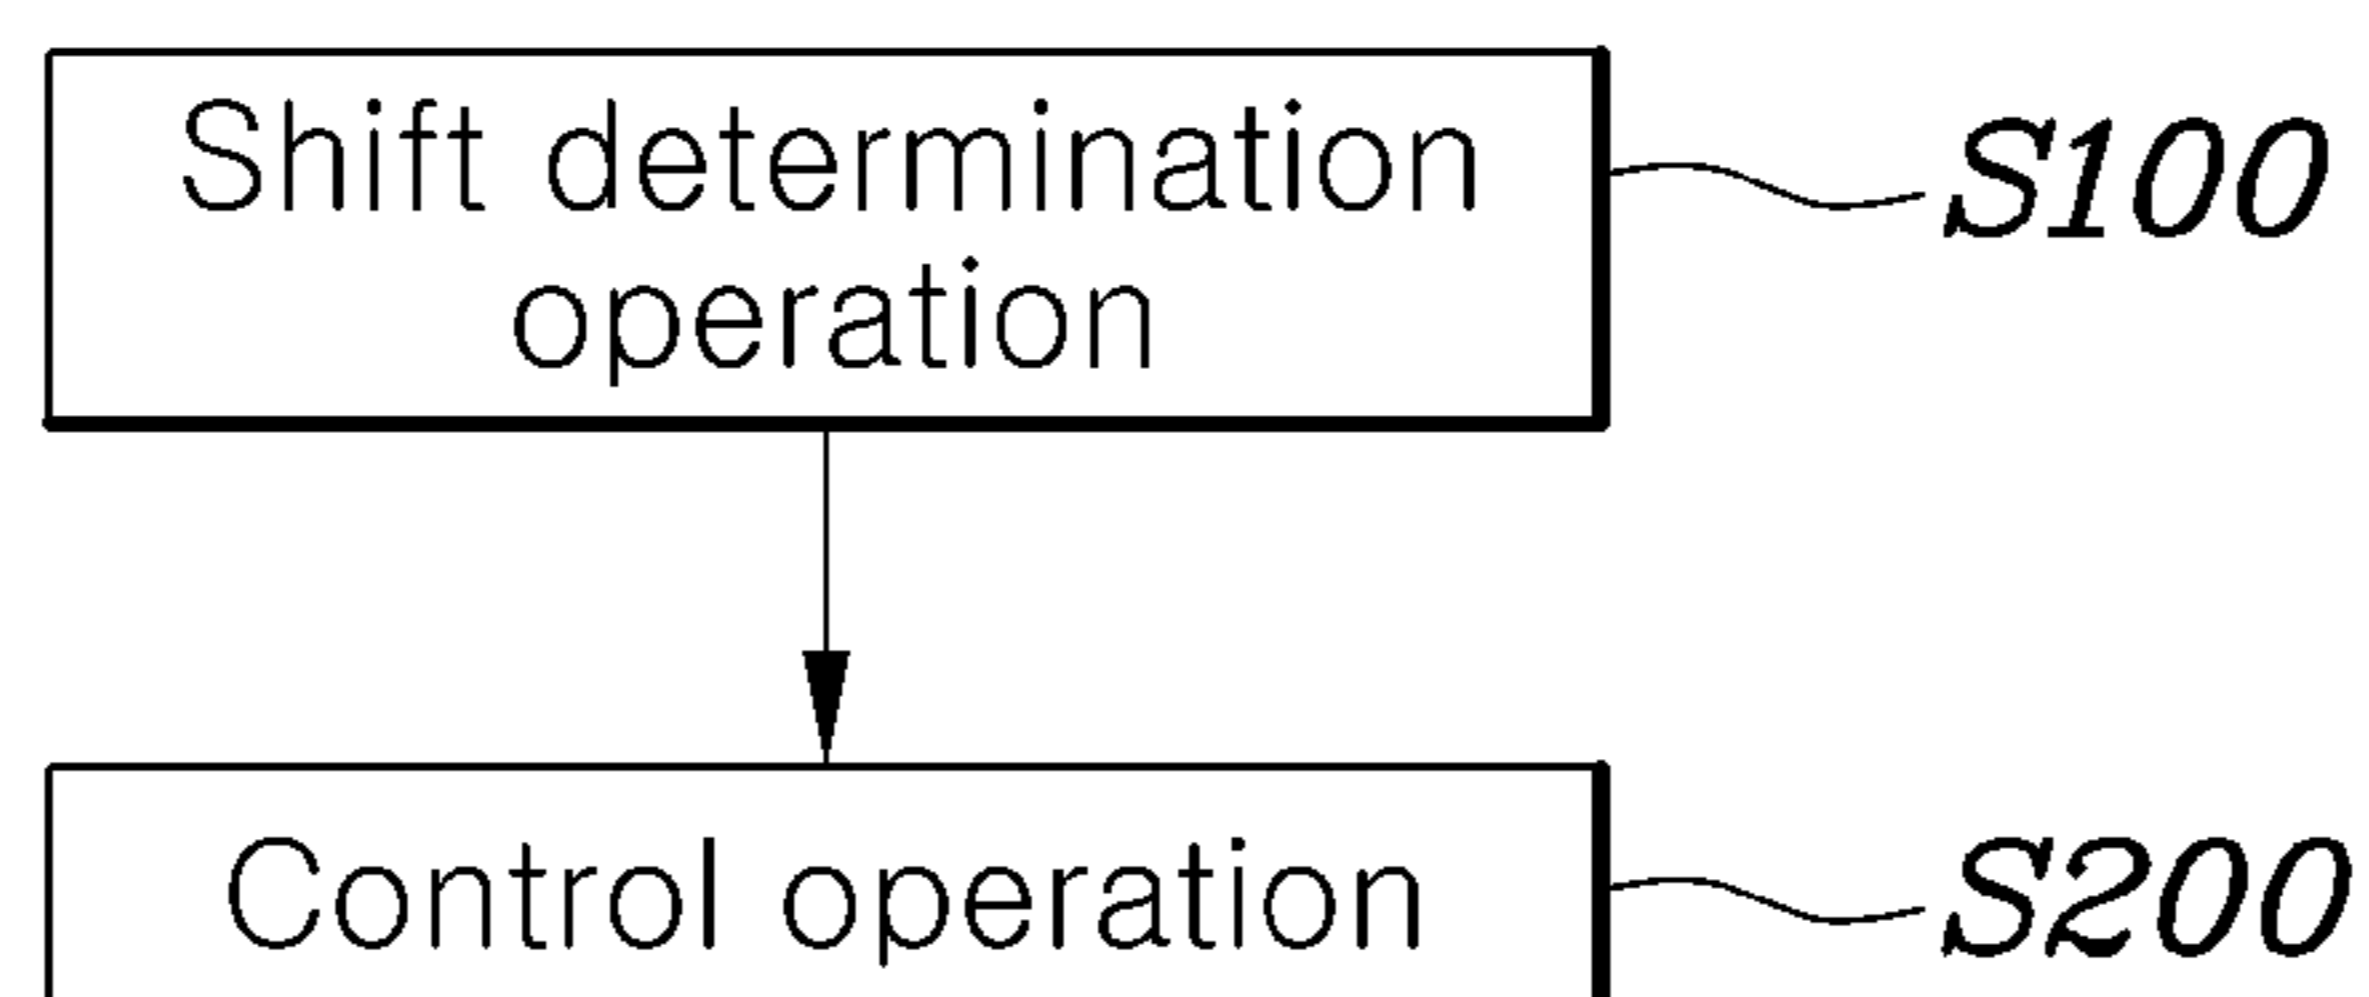 Shift determination
operation
S100
Control operation
S200